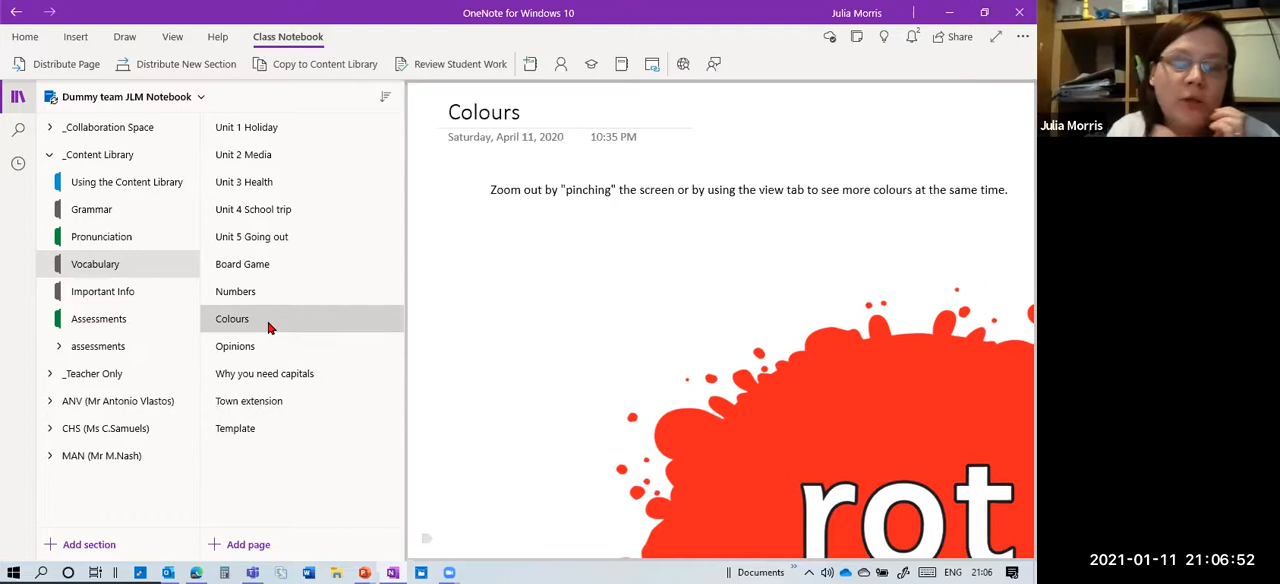 OneNote for Windows 10
Julia Morris
Home Insert Draw View Help Class Notebook
Share
Distribute Page Distribute New Section Copy to Content Library Review Student Work
Dummy team JLM Notebook
_Collaboration Space
_Content Library
Using the Content Library
Grammar
Pronunciation
Vocabulary
Important Info
Assessments
assessments
_Teacher Only
ANV (Mr Antonio Vlastos)
CHS (Ms C.Samuels)
MAN (Mr M.Nash)
Add section
Unit 1 Holiday
Unit 2 Media
Unit 3 Health
Unit 4 School trip
Unit 5 Going out
Board Game
Numbers
Colours
Opinions
Why you need capitals
Town extension
Template
Add page
Colours
Saturday, April 11, 2020 10:35 PM
Zoom out by "pinching" the screen or by using the view tab to see more colours at the same time.
rot
Julia Morris
2021-01-11 21:06:52
Documents
ENG 21:06